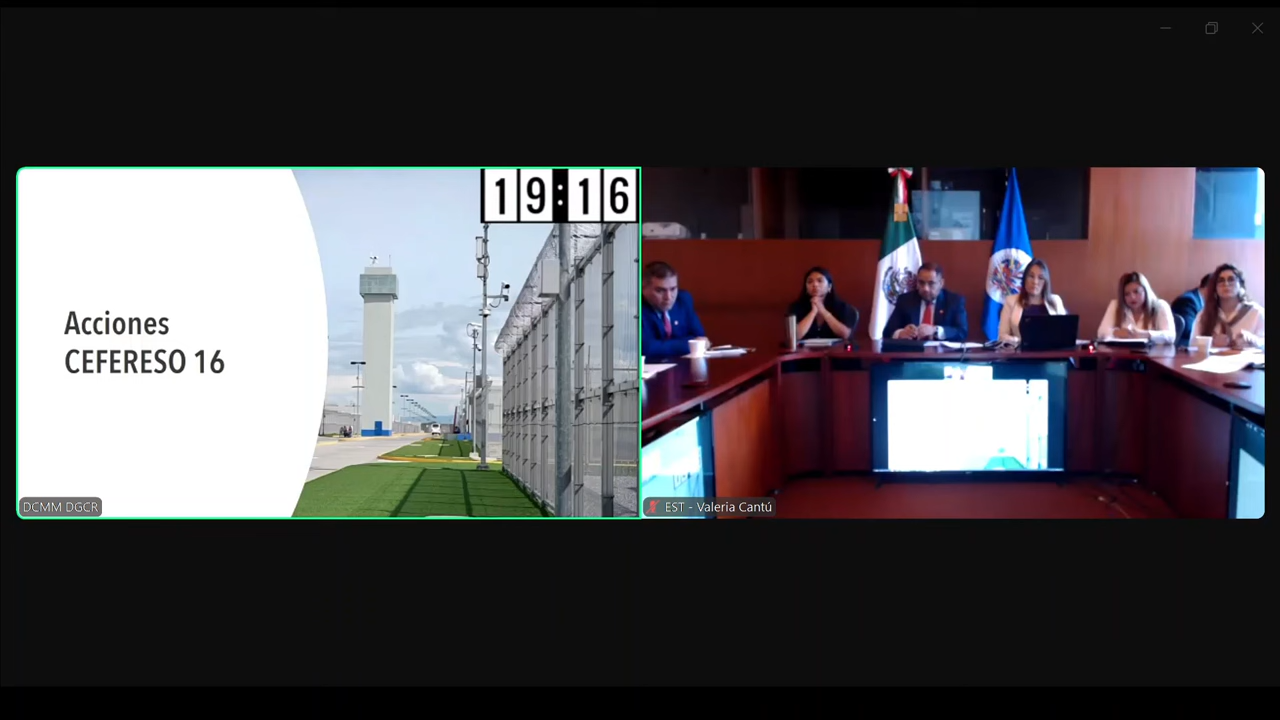 19:16
Acciones
CEFERESO 16
DCMM DGCR
EST - Valeria Cantú